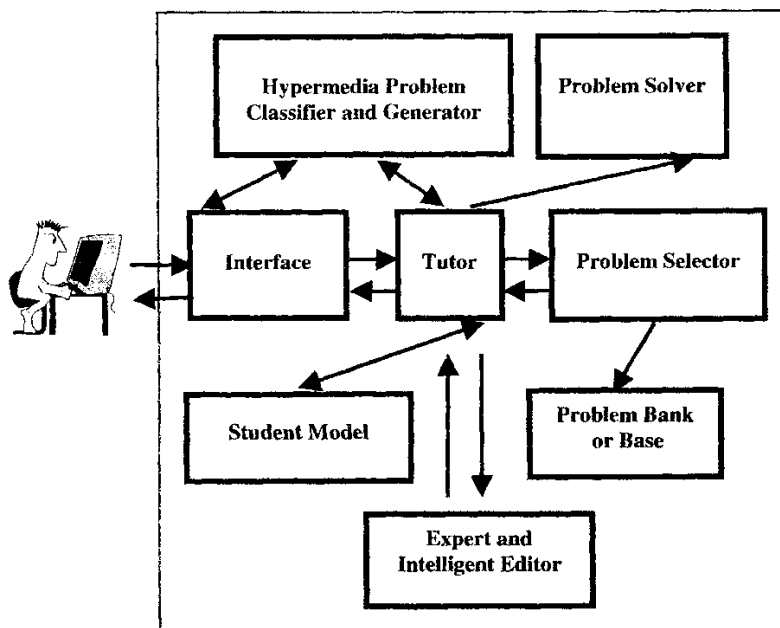 Hypermedia Problem
Classifier and Generator
Problem Solver
Interface
Tutor
Problem Selector
Student Model
Problem Bank
or Base
Expert and
Intelligent Editor